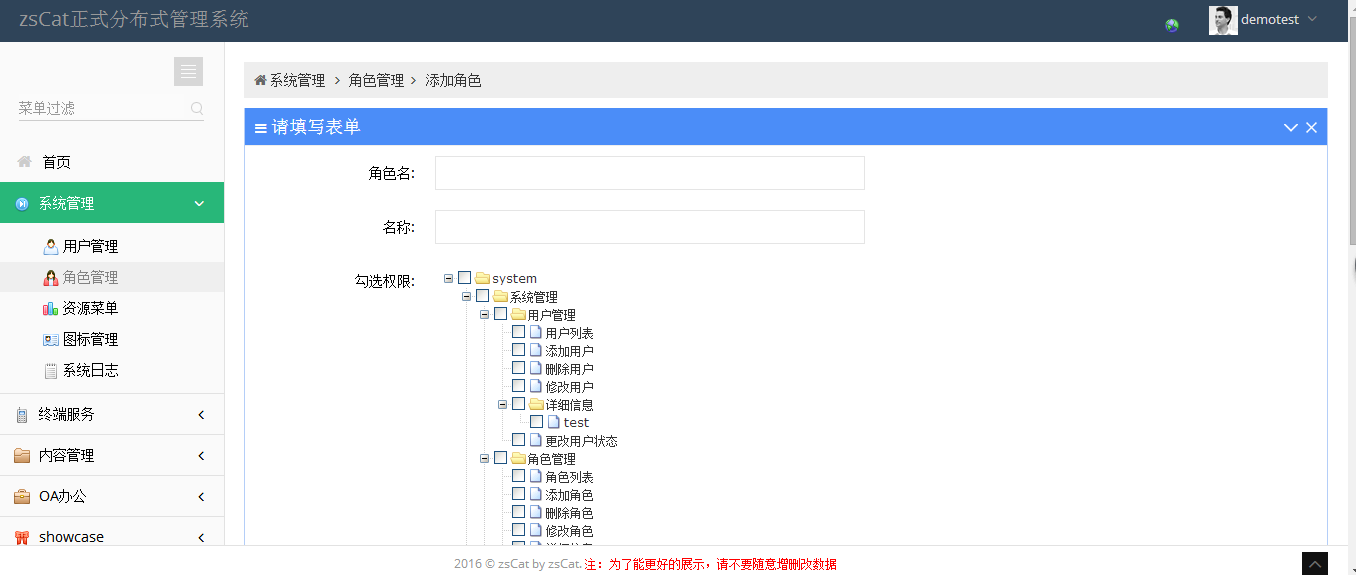 zsCat正式分布式管理系统
demotest
菜单过滤
首页
系统管理
用户管理
角色管理
资源菜单
图标管理
系统日志
终端服务
内容管理
OA办公
showcase
系统管理 > 角色管理 > 添加角色
请填写表单
角色名:
名称:
勾选权限:
system
系统管理
用户管理
用户列表
添加用户
删除用户
修改用户
详细信息
test
更改用户状态
角色管理
角色列表
添加角色
删除角色
修改角色
2016 © zsCat by zsCat. 注：为了能更好的展示，请不要随意增删改数据